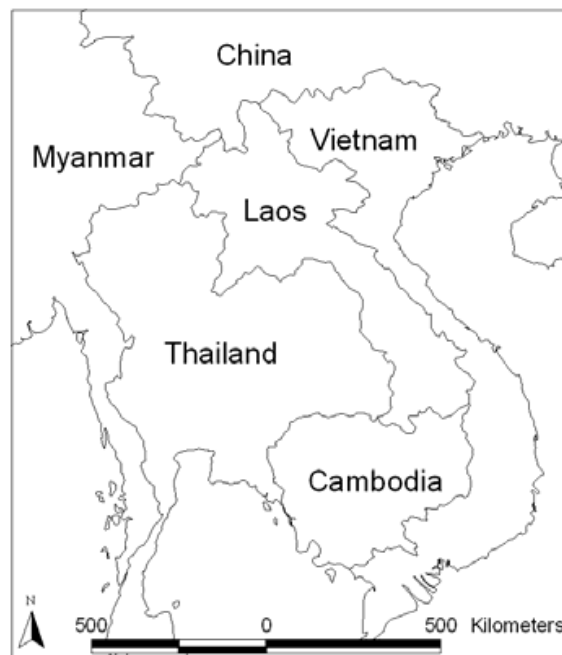 China
Vietnam
Myanmar
Laos
Thailand
Cambodia
N
500 0 500 Kilometers